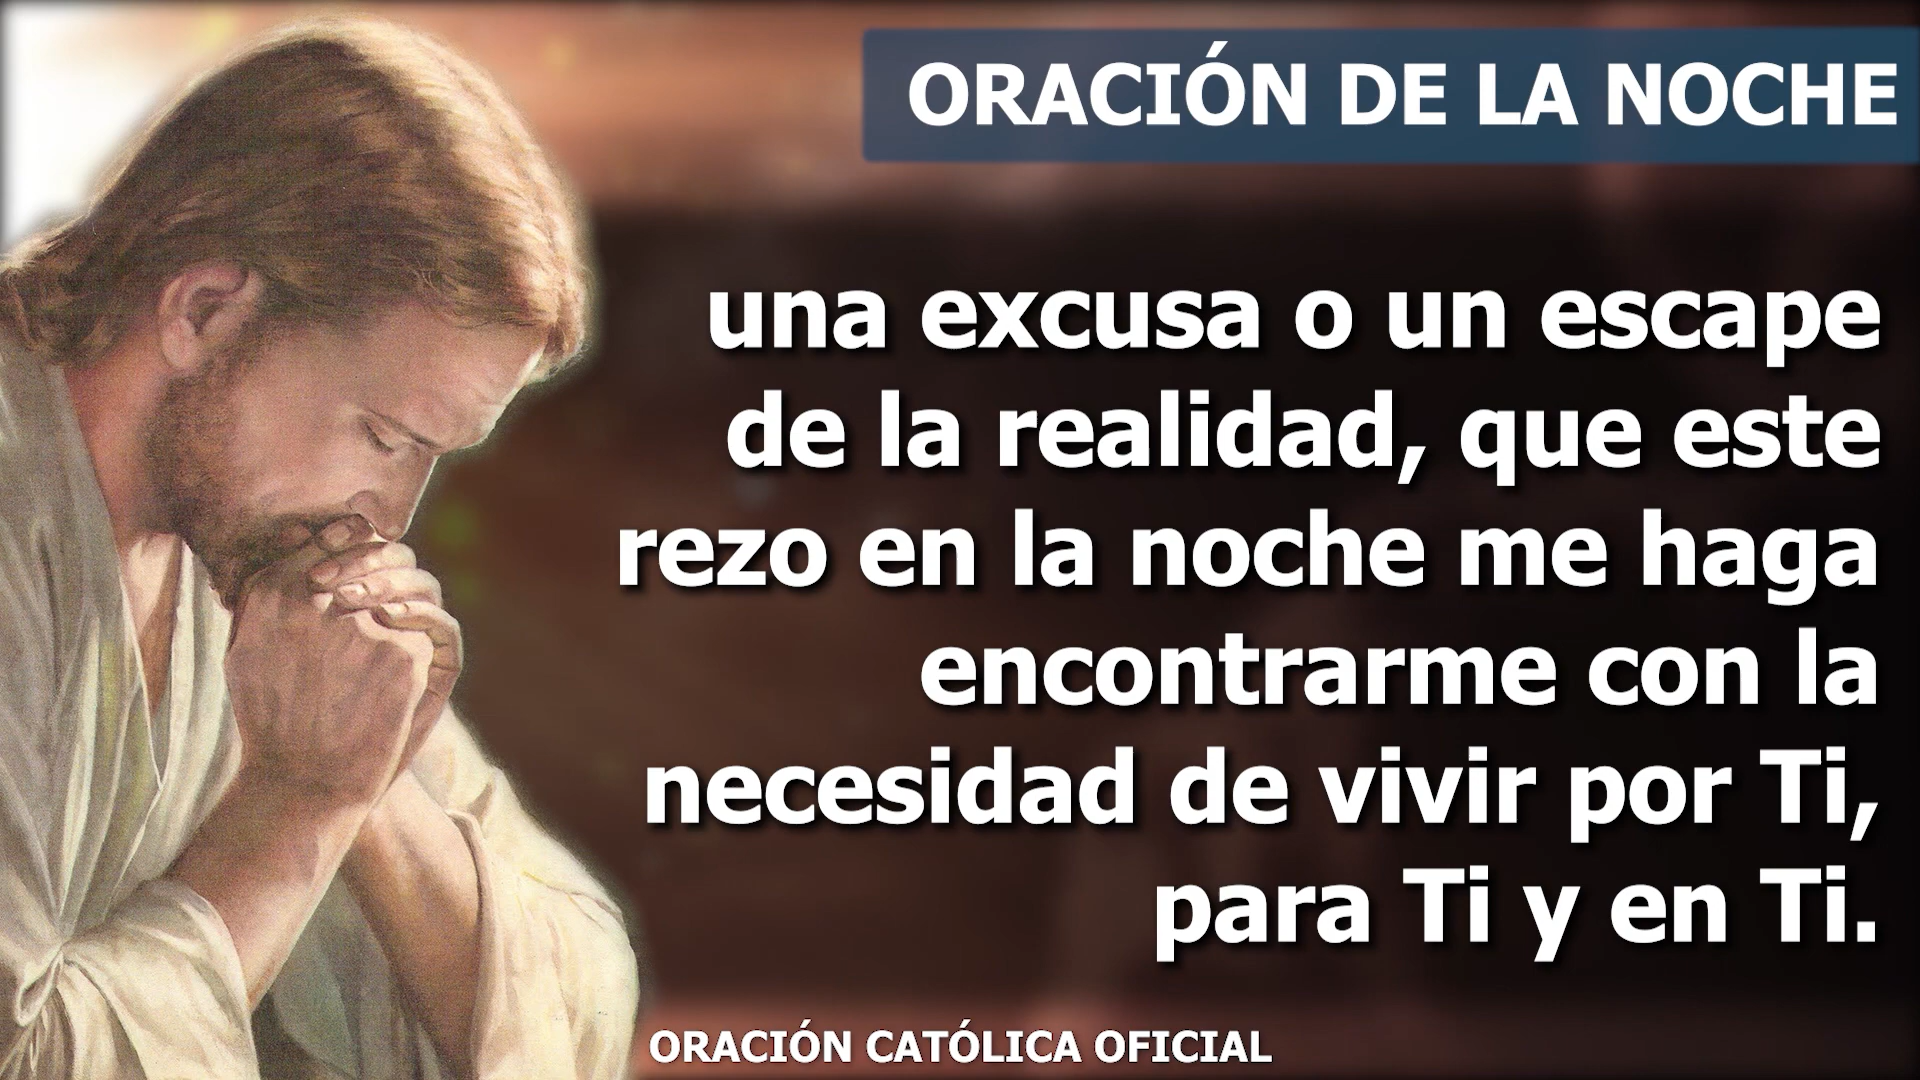 ORACIÓN DE LA NOCHE
una excusa o un escape
de la realidad, que este
rezo en la noche me haga
encontrarme con la
necesidad de vivir por Ti,
para Ti y en Ti.
ORACIÓN CATÓLICA OFICIAL